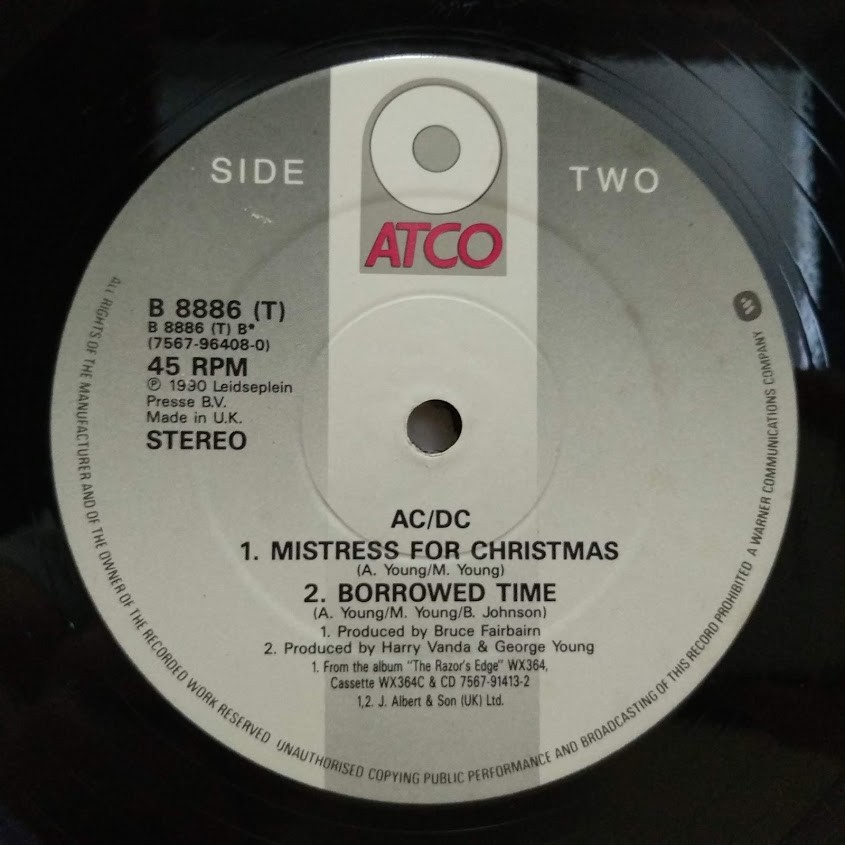 SIDE TWO
ATCO
B 8886 (T)
B 8886 (T) B*
(7567-96408-0)
45 RPM
℗ 1990 Leidseplein
Presse B.V.
Made in U.K.
STEREO
AC/DC
1. MISTRESS FOR CHRISTMAS
(A. Young/M. Young)
2. BORROWED TIME
(A. Young/M. Young/B. Johnson)
1. Produced by Bruce Fairbairn
2. Produced by Harry Vanda & George Young
1. From the album "The Razor's Edge" WX364,
Cassette WX364C & CD 7567-91413-2
1,2. J. Albert & Son (UK) Ltd.
ALL RIGHTS OF THE MANUFACTURER AND OF THE OWNER OF THE RECORDED WORK RESERVED UNAUTHORISED COPYING PUBLIC PERFORMANCE AND BROADCASTING OF THIS RECORD PROHIBITED A WARNER COMMUNICATIONS COMPANY